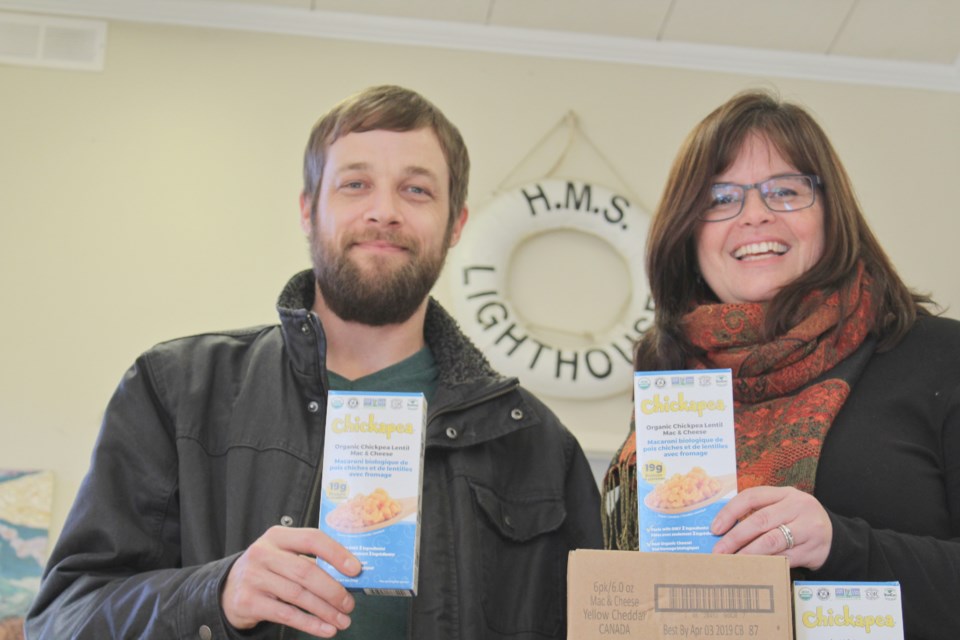 H.M.S.
LIGHTHOUSE
Chickapea
Organic Chickpea Lentil
Mac & Cheese
Macaroni biologique de
pois chiches et de lentilles
avec fromage
19g
Chickapea
Organic Chickpea Lentil
Mac & Cheese
Macaroni biologique de
pois chiches et de lentilles
avec fromage
19g
6pk/6.0 oz
Mac & Cheese
Yellow Cheddar
CANADA
Best By Apr 03 2019 C6 87
Chickapea